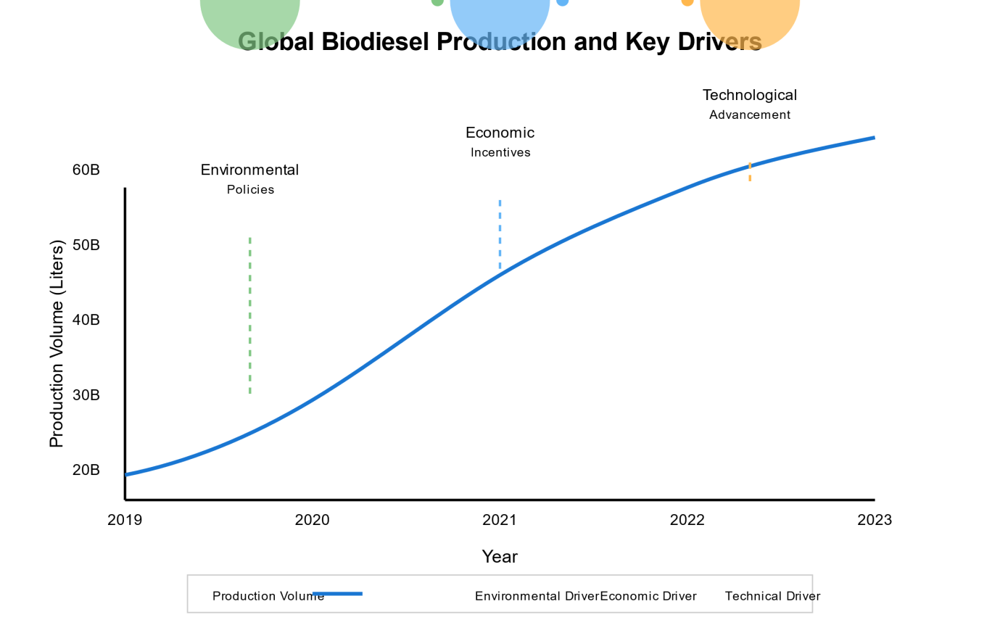 Global Biodiesel Production and Key Drivers
Technological
Advancement
Economic
Incentives
Environmental
Policies
60B
50B
40B
30B
20B
Production Volume (Liters)
2019 2020 2021 2022 2023
Year
Production Volume Environmental Driver Economic Driver Technical Driver